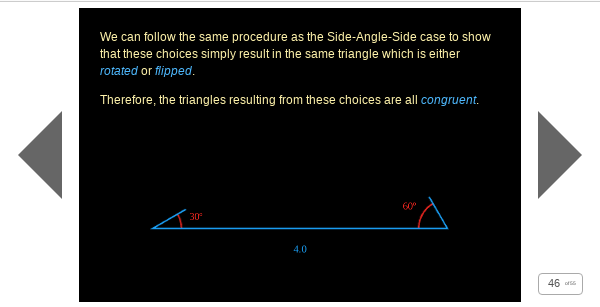 We can follow the same procedure as the Side-Angle-Side case to show
that these choices simply result in the same triangle which is either
rotated or flipped.
Therefore, the triangles resulting from these choices are all congruent.
30°
60°
4.0
46 of 55